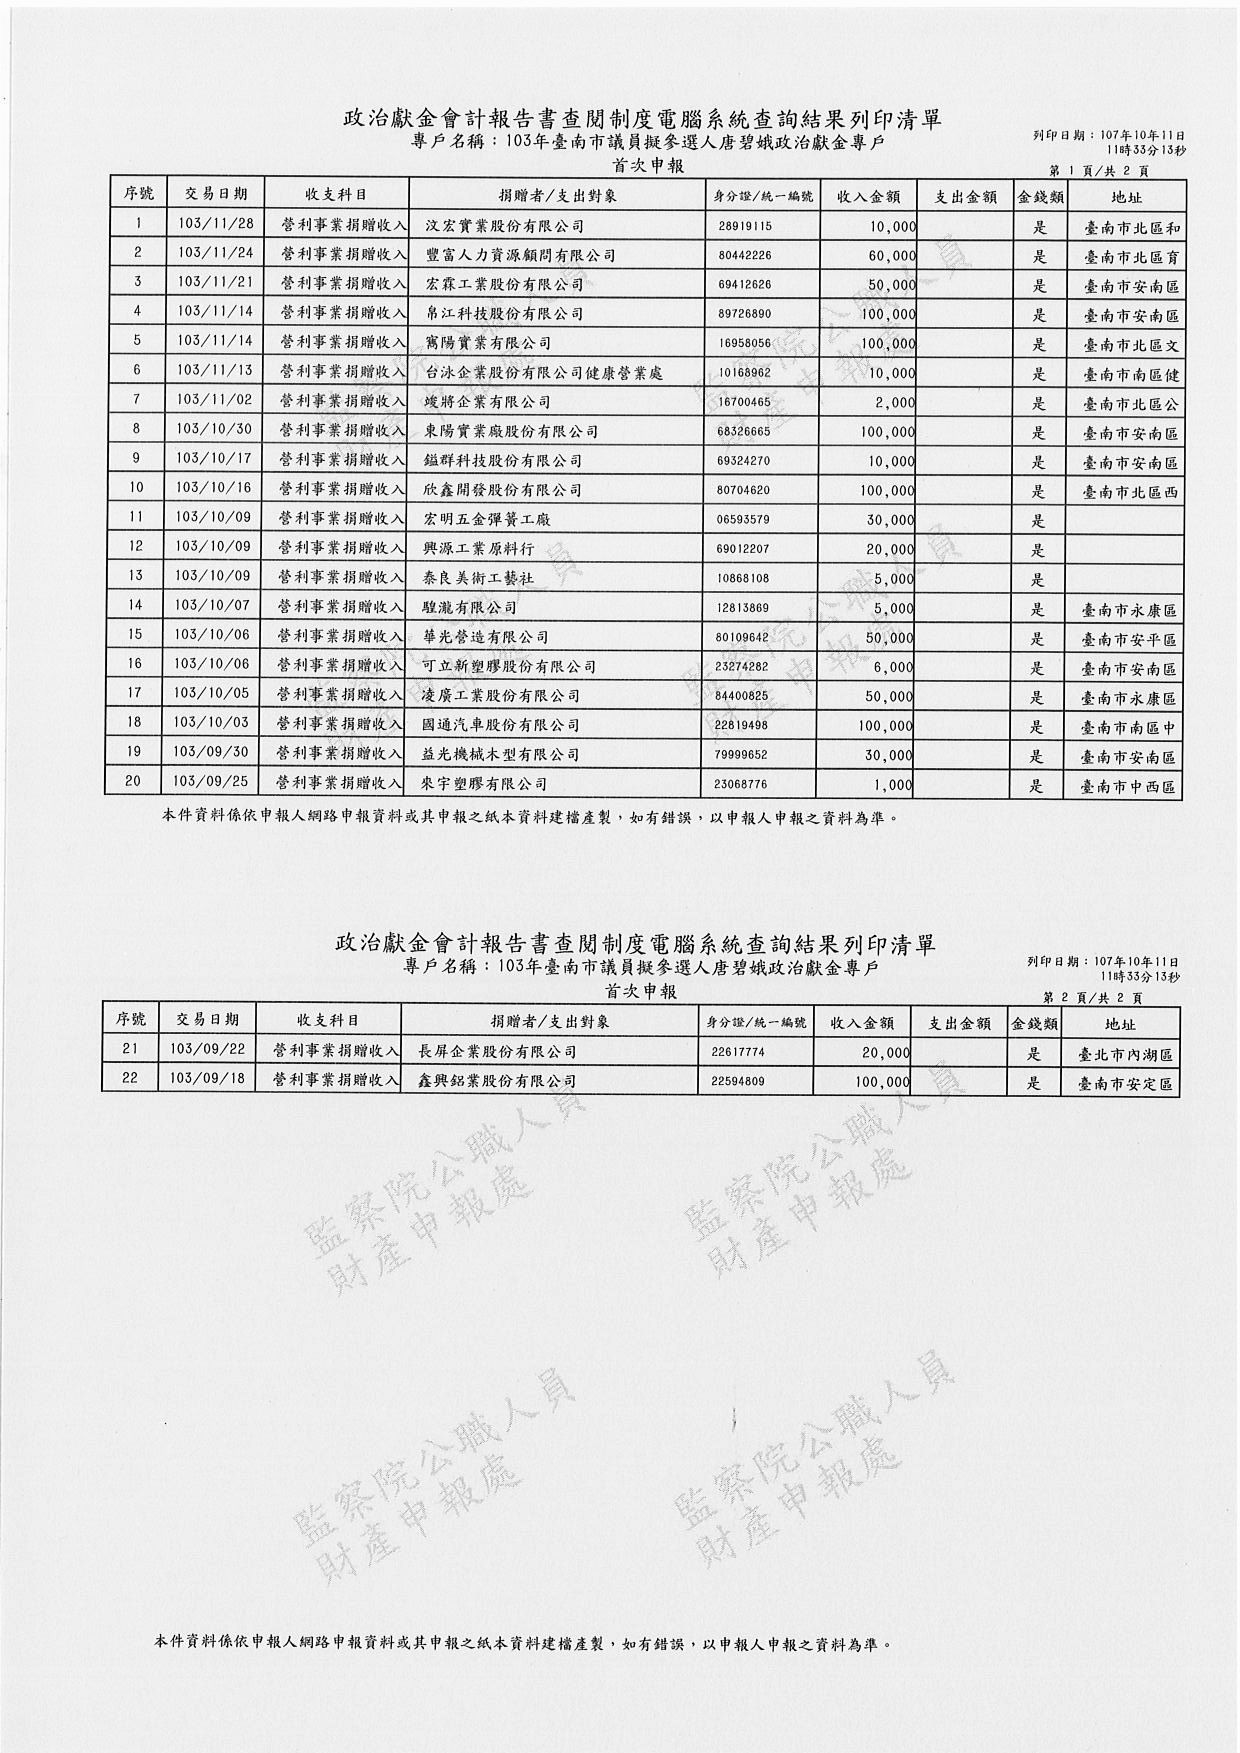 政治獻金會計報告書查閱制度電腦系統查詢結果列印清單
專戶名稱：103年臺南市議員擬參選人唐碧娥政治獻金專戶
列印日期：107年10月11日
11時33分13秒
首次申報
第 1 頁/共 2 頁
序號 交易日期 收支科目 捐贈者/支出對象 身分證/統一編號 收入金額 支出金額 金錢類 地址
1 103/11/28 營利事業捐贈收入 汶宏實業股份有限公司 28919115 10,000 是 臺南市北區和
2 103/11/24 營利事業捐贈收入 豐富人力資源顧問有限公司 80442226 60,000 是 臺南市北區育
3 103/11/21 營利事業捐贈收入 宏霖工業股份有限公司 69412626 50,000 是 臺南市安南區
4 103/11/14 營利事業捐贈收入 帛江科技股份有限公司 89726890 100,000 是 臺南市安南區
5 103/11/14 營利事業捐贈收入 寯陽實業有限公司 16958056 100,000 是 臺南市北區文
6 103/11/13 營利事業捐贈收入 台泳企業股份有限公司健康營業處 10168962 10,000 是 臺南市南區健
7 103/11/02 營利事業捐贈收入 竣將企業有限公司 16700465 2,000 是 臺南市北區公
8 103/10/30 營利事業捐贈收入 東陽實業廠股份有限公司 68326665 100,000 是 臺南市安南區
9 103/10/17 營利事業捐贈收入 鎰群科技股份有限公司 69324270 10,000 是 臺南市安南區
10 103/10/16 營利事業捐贈收入 欣鑫開發股份有限公司 80704620 100,000 是 臺南市北區西
11 103/10/09 營利事業捐贈收入 宏明五金彈簧工廠 06593579 30,000 是
12 103/10/09 營利事業捐贈收入 興源工業原料行 69012207 20,000 是
13 103/10/09 營利事業捐贈收入 泰良美術工藝社 10868108 5,000 是
14 103/10/07 營利事業捐贈收入 騜瀧有限公司 12813869 5,000 是 臺南市永康區
15 103/10/06 營利事業捐贈收入 華光營造有限公司 80109642 50,000 是 臺南市安平區
16 103/10/06 營利事業捐贈收入 可立新塑膠股份有限公司 23274282 6,000 是 臺南市安南區
17 103/10/05 營利事業捐贈收入 凌廣工業股份有限公司 84400825 50,000 是 臺南市永康區
18 103/10/03 營利事業捐贈收入 國通汽車股份有限公司 22819498 100,000 是 臺南市南區中
19 103/09/30 營利事業捐贈收入 益光機械木型有限公司 79999652 30,000 是 臺南市安南區
20 103/09/25 營利事業捐贈收入 來宇塑膠有限公司 23068776 1,000 是 臺南市中西區
本件資料係依申報人網路申報資料或其申報之紙本資料建檔產製，如有錯誤，以申報人申報之資料為準。
政治獻金會計報告書查閱制度電腦系統查詢結果列印清單
專戶名稱：103年臺南市議員擬參選人唐碧娥政治獻金專戶
列印日期：107年10月11日
11時33分13秒
首次申報
第 2 頁/共 2 頁
序號 交易日期 收支科目 捐贈者/支出對象 身分證/統一編號 收入金額 支出金額 金錢類 地址
21 103/09/22 營利事業捐贈收入 長屏企業股份有限公司 22617774 20,000 是 臺北市內湖區
22 103/09/18 營利事業捐贈收入 鑫興鋁業股份有限公司 22594809 100,000 是 臺南市安定區
監察院公職人員
財產申報處
監察院公職人員
財產申報處
監察院公職人員
財產申報處
監察院公職人員
財產申報處
本件資料係依申報人網路申報資料或其申報之紙本資料建檔產製，如有錯誤，以申報人申報之資料為準。